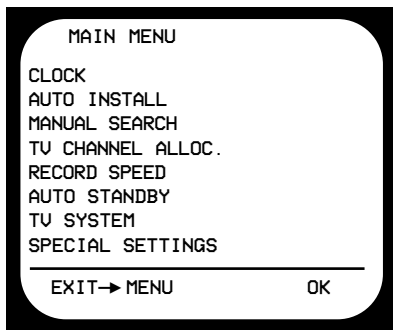 MAIN MENU
CLOCK
AUTO INSTALL
MANUAL SEARCH
TV CHANNEL ALLOC.
RECORD SPEED
AUTO STANDBY
TV SYSTEM
SPECIAL SETTINGS
EXIT→MENU OK